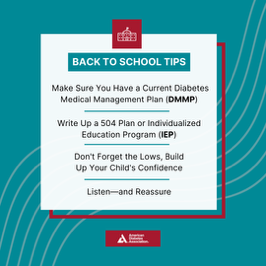 BACK TO SCHOOL TIPS
Make Sure You Have a Current Diabetes
Medical Management Plan (DMMP)
Write Up a 504 Plan or Individualized
Education Program (IEP)
Don't Forget the Lows, Build
Up Your Child's Confidence
Listen—and Reassure
American
Diabetes
Association.